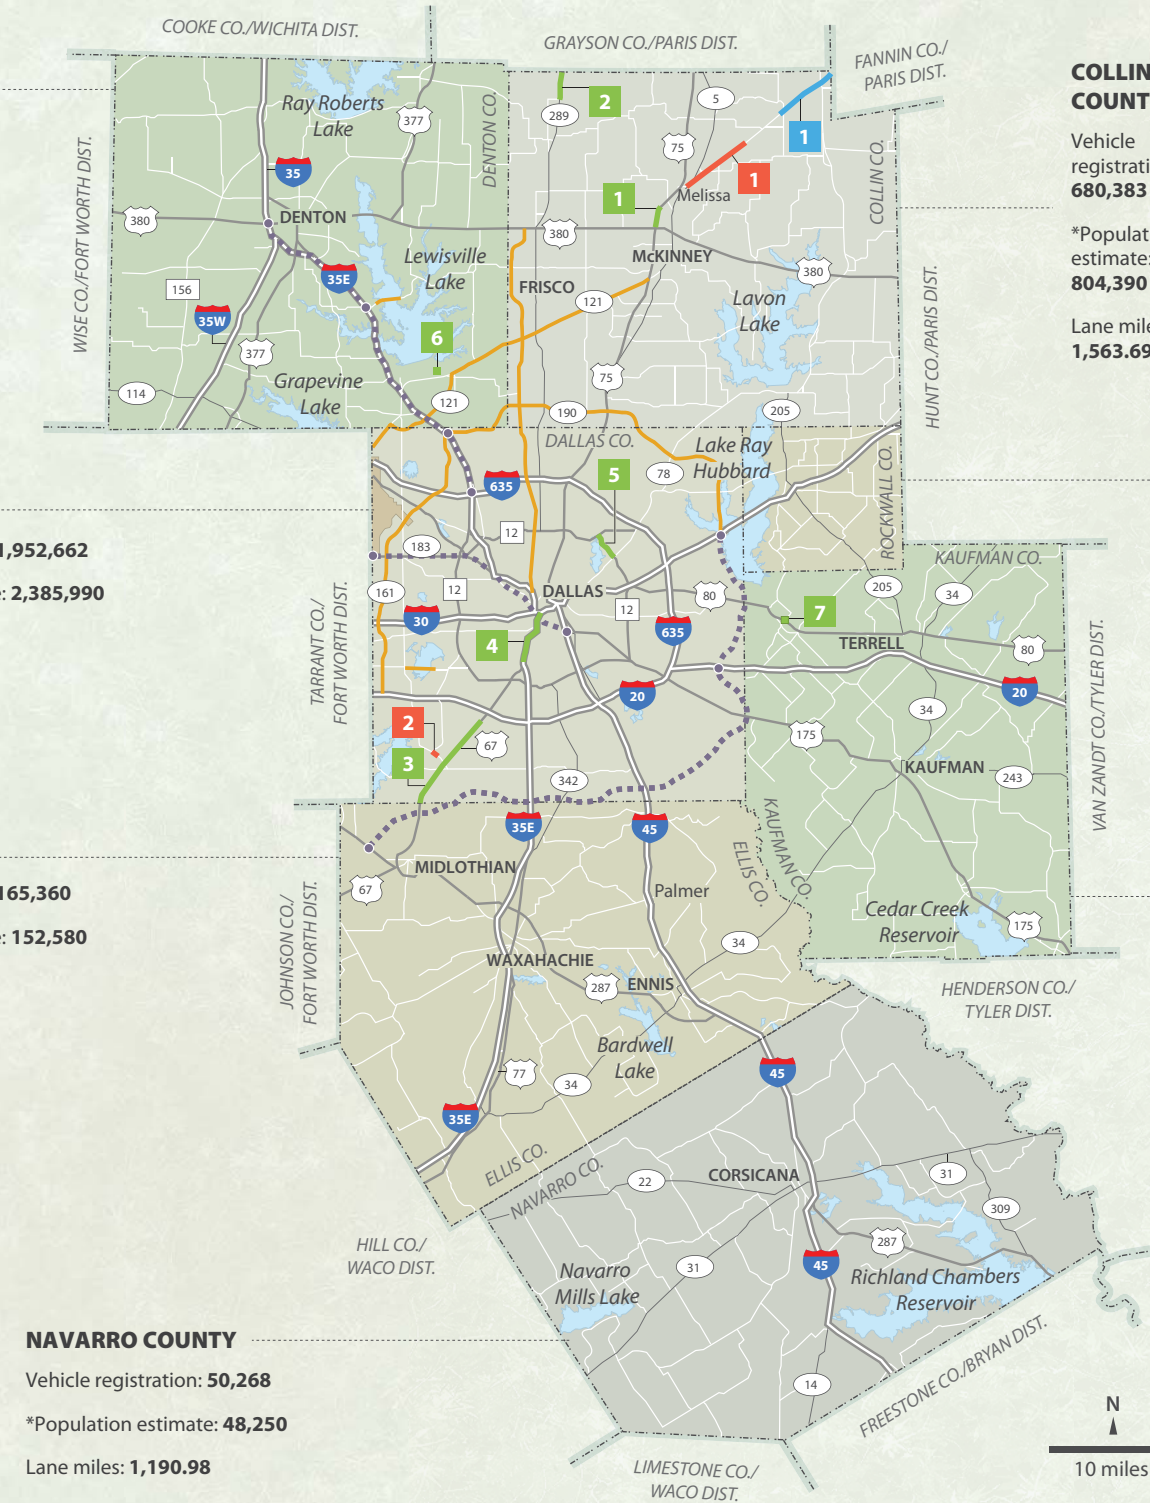 COOKE CO./WICHITA DIST.
GRAYSON CO./PARIS DIST.
FANNIN CO./
PARIS DIST.
COLLIN
COUNT
Vehicle
registrati
680,383
*Populat
estimate:
804,390
Lane mile
1,563.69
WISE CO./FORT WORTH DIST.
DENTON CO.
COLLIN CO.
HUNT CO./PARIS DIST.
Ray Roberts
Lake
377
35
380
DENTON
156
35W
35E
377
114
Lewisville
Lake
6
Grapevine
Lake
121
2
289
5
75
1
1
1
Melissa
380
McKINNEY
380
FRISCO
121
Lavon
Lake
75
190
205
DALLAS CO.
Lake Ray
Hubbard
78
5
635
12
183
161
12
30
DALLAS
12
80
635
4
20
ROCKWALL CO.
KAUFMAN CO.
205
34
7
TERRELL
80
20
34
175
KAUFMAN
243
VAN ZANDT CO./TYLER DIST.
1,952,662
e: 2,385,990
TARRANT CO./
FORT WORTH DIST.
2
3
67
342
35E
45
MIDLOTHIAN
67
KAUFMAN CO.
ELLIS CO.
Palmer
165,360
e: 152,580
JOHNSON CO./
FORT WORTH DIST.
Cedar Creek
Reservoir
175
34
WAXAHACHIE
287
ENNIS
HENDERSON CO./
TYLER DIST.
Bardwell
Lake
77
34
45
35E
ELLIS CO.
NAVARRO CO.
22
CORSICANA
31
309
287
HILL CO./
WACO DIST.
31
45
Navarro
Mills Lake
Richland Chambers
Reservoir
14
FREESTONE CO./BRYAN DIST.
LIMESTONE CO./
WACO DIST.
NAVARRO COUNTY
Vehicle registration: 50,268
*Population estimate: 48,250
Lane miles: 1,190.98
N
10 miles